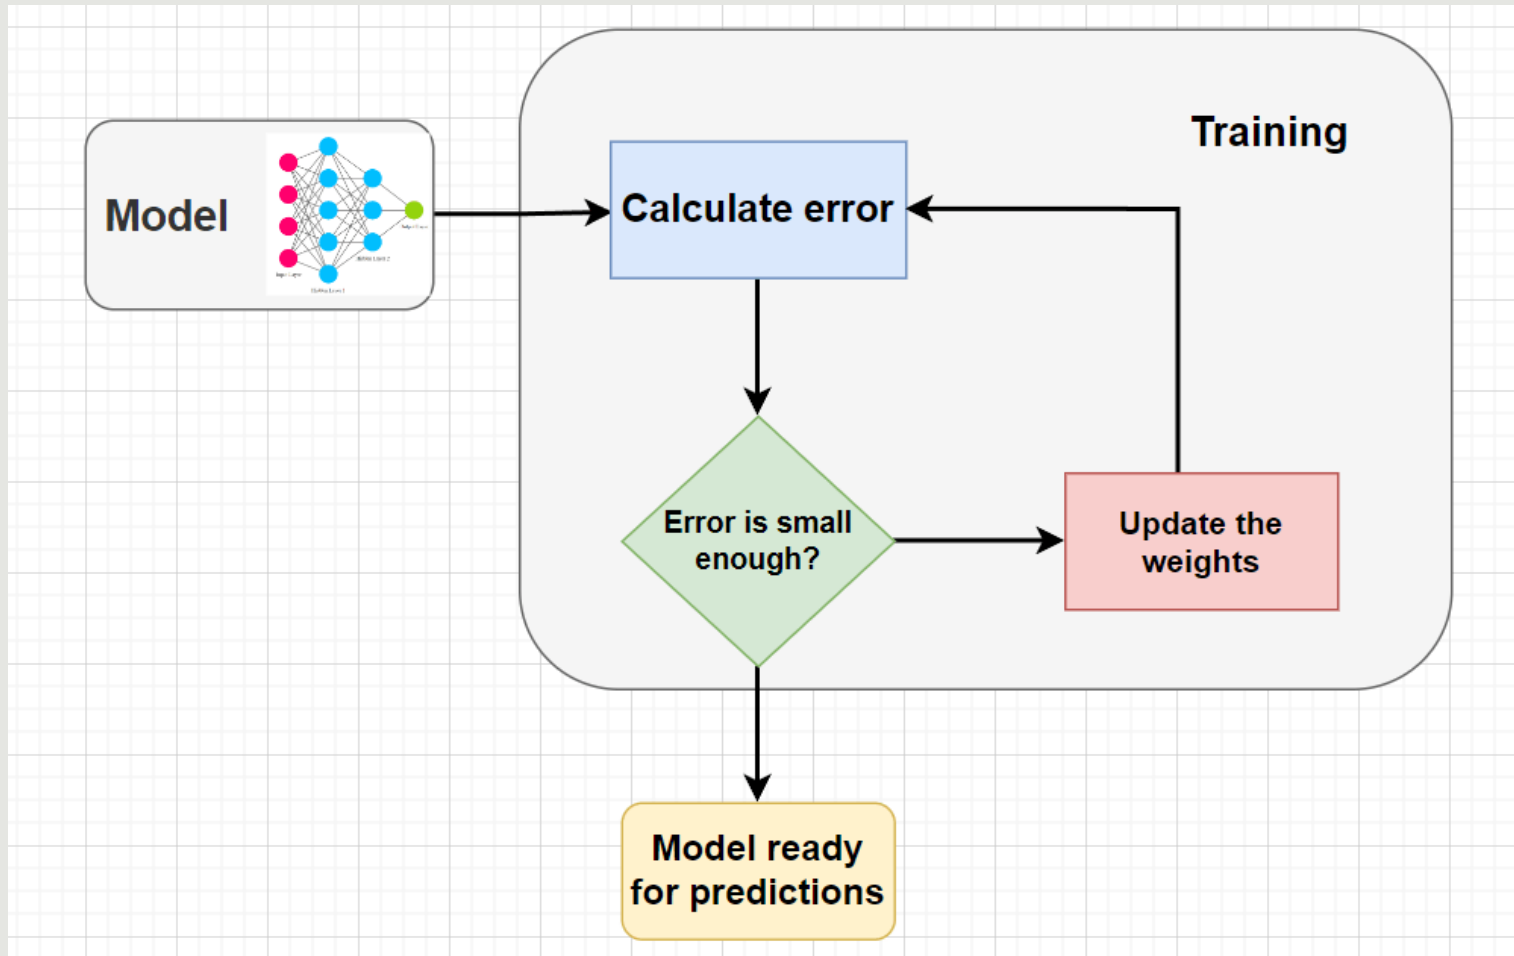 Training
Model
Calculate error
Error is small
enough?
Update the
weights
Model ready
for predictions